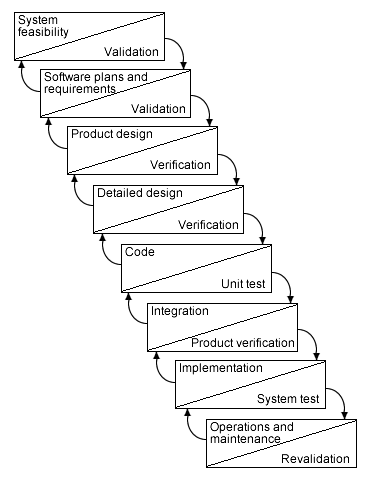 System
feasibility
Validation
Software plans and
requirements
Validation
Product design
Verification
Detailed design
Verification
Code
Unit test
Integration
Product verification
Implementation
System test
Operations and
maintenance
Revalidation